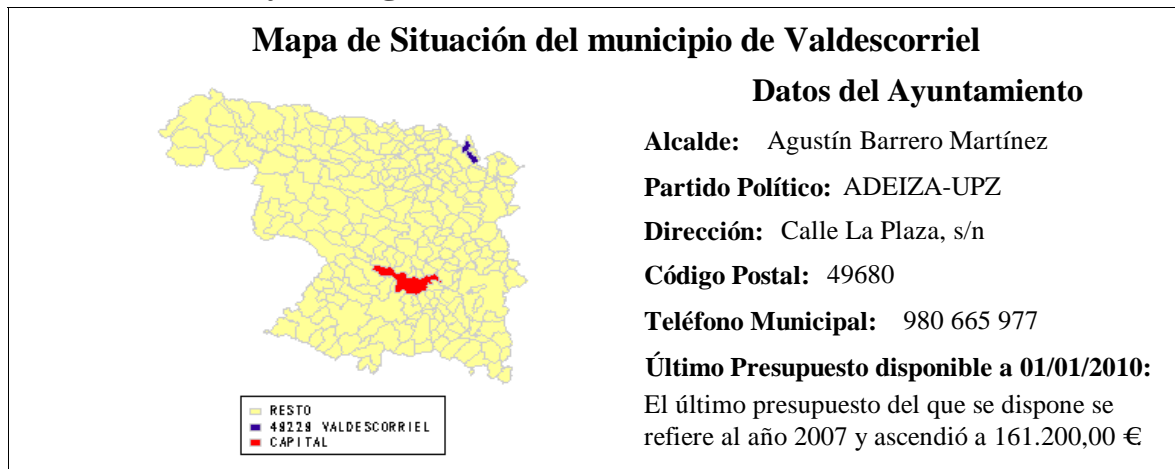 Mapa de Situación del municipio de Valdescorriel
Datos del Ayuntamiento
Alcalde: Agustín Barrero Martínez
Partido Político: ADEIZA-UPZ
Dirección: Calle La Plaza, s/n
Código Postal: 49680
Teléfono Municipal: 980 665 977
Último Presupuesto disponible a 01/01/2010:
El último presupuesto del que se dispone se
refiere al año 2007 y ascendió a 161.200,00 €
RESTO
49229 VALDESCORRIEL
CAPITAL